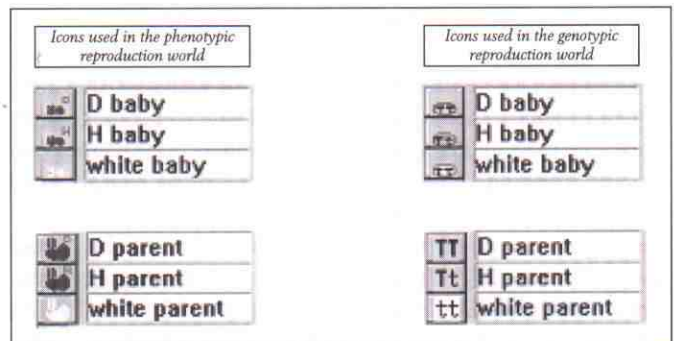 Icons used in the phenotypic
reproduction world
D baby
H baby
white baby
D parent
H parent
white parent
Icons used in the genotypic
reproduction world
D baby
H baby
white baby
TT D parent
Tt H parent
tt white parent